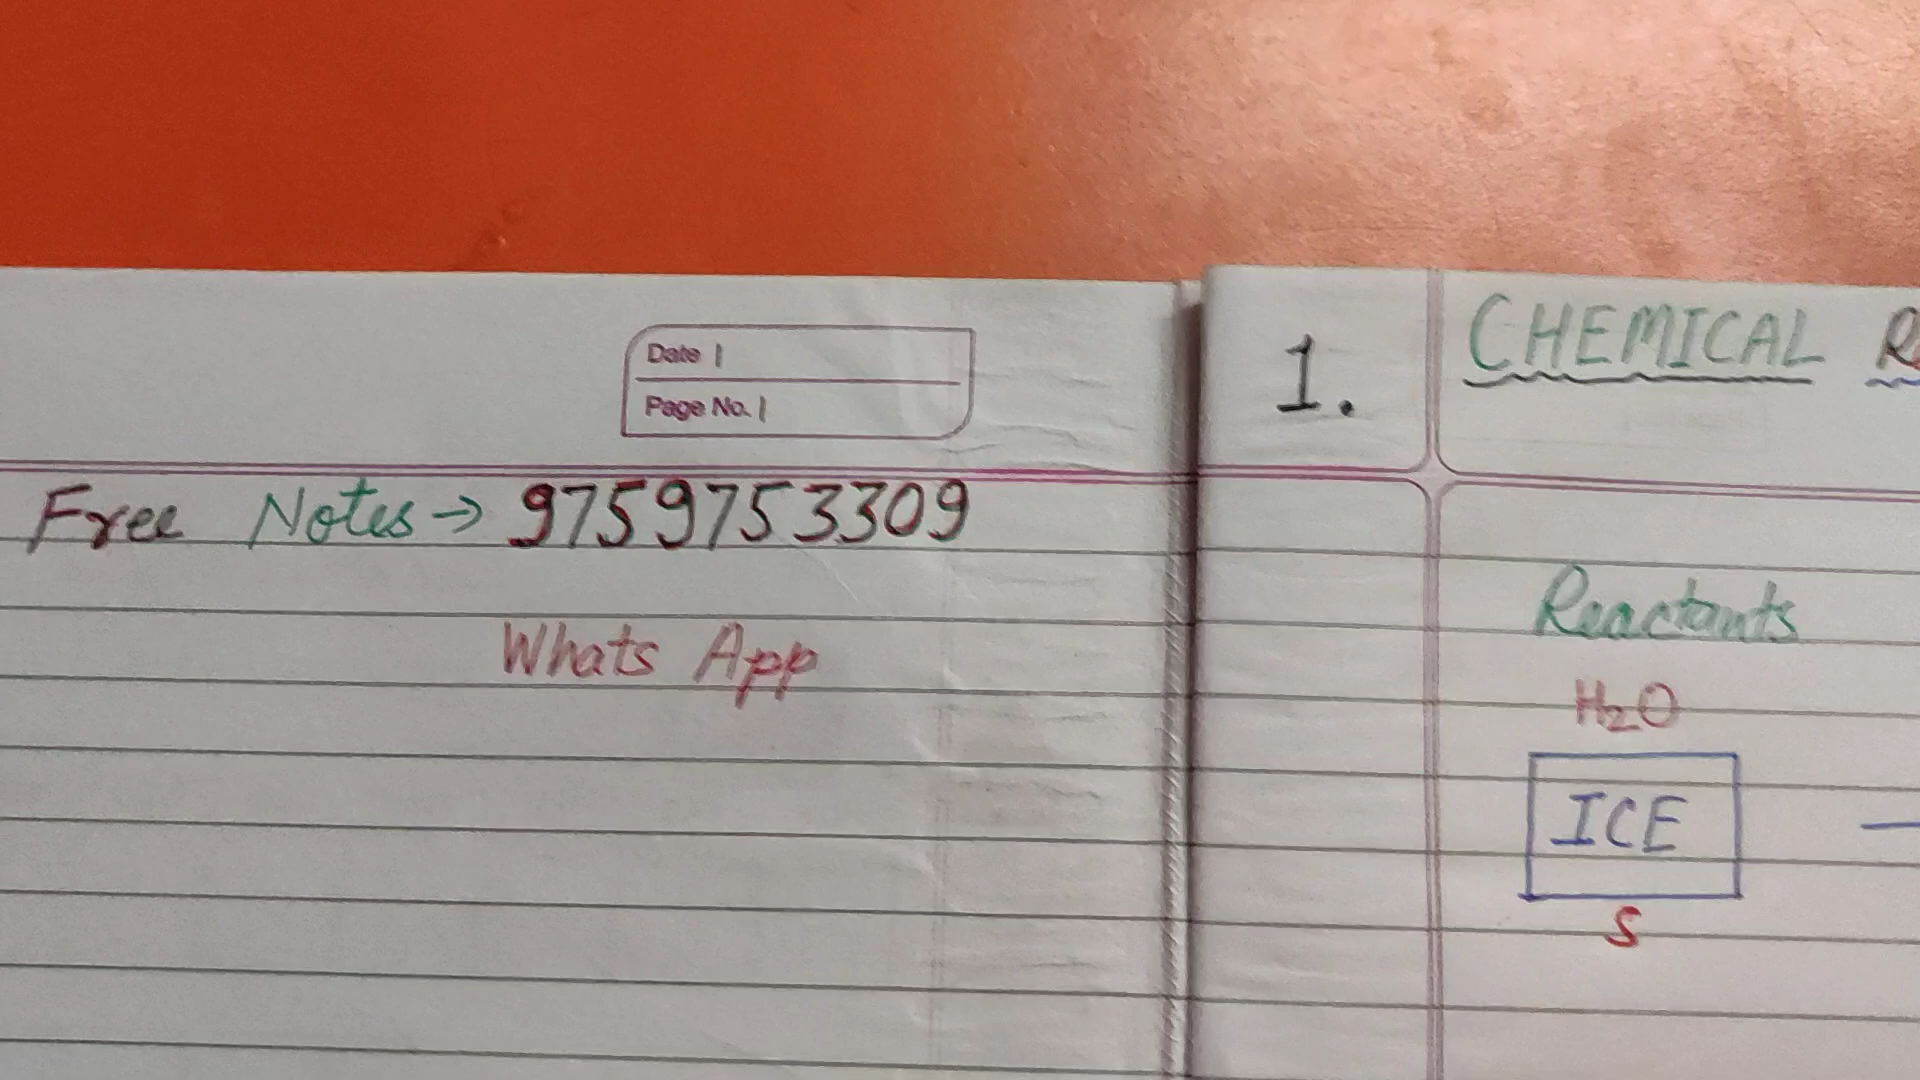 Date |
Page No. |
Free Notes → 9759753309
Whats App
1. CHEMICAL R
Reactants
H₂O
ICE
S